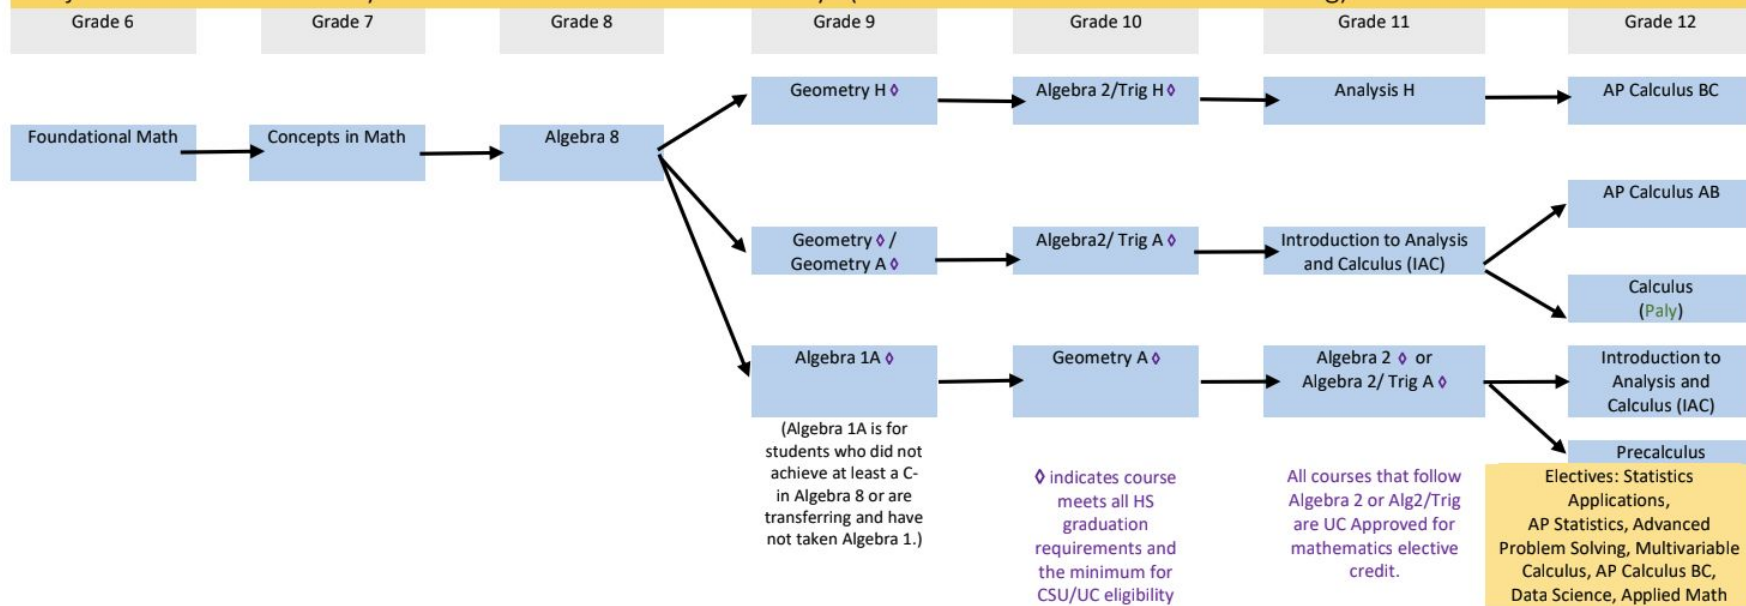 Grade 6
Grade 7
Grade 8
Grade 9
Grade 10
Grade 11
Grade 12
Geometry H ◊
Algebra 2/Trig H ◊
Analysis H
AP Calculus BC
Foundational Math
Concepts in Math
Algebra 8
AP Calculus AB
Geometry ◊ /
Geometry A ◊
Algebra2/ Trig A ◊
Introduction to Analysis
and Calculus (IAC)
Calculus
(Paly)
Algebra 1A ◊
Geometry A ◊
Algebra 2 ◊ or
Algebra 2/ Trig A ◊
Introduction to
Analysis and
Calculus (IAC)
Precalculus
(Algebra 1A is for
students who did not
achieve at least a C-
in Algebra 8 or are
transferring and have
not taken Algebra 1.)
◊ indicates course
meets all HS
graduation
requirements and
the minimum for
CSU/UC eligibility
All courses that follow
Algebra 2 or Alg2/Trig
are UC Approved for
mathematics elective
credit.
Electives: Statistics
Applications,
AP Statistics, Advanced
Problem Solving, Multivariable
Calculus, AP Calculus BC,
Data Science, Applied Math